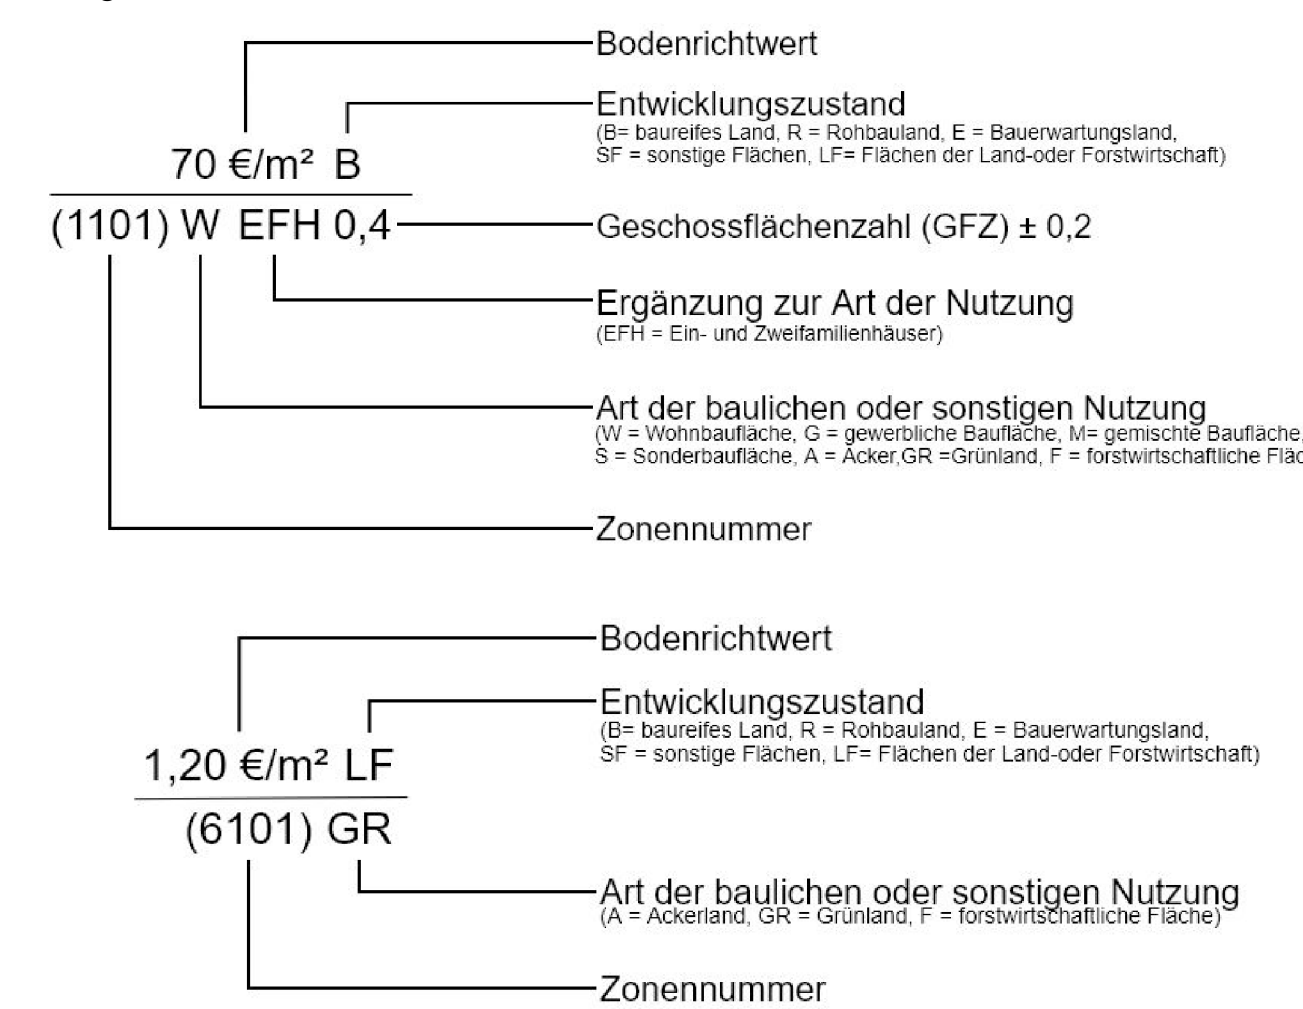 Bodenrichtwert
Entwicklungszustand
(B= baureifes Land, R = Rohbauland, E = Bauerwartungsland,
SF = sonstige Flächen, LF= Flächen der Land-oder Forstwirtschaft)
70 €/m² B
(1101) W EFH 0,4
Geschossflächenzahl (GFZ) ± 0,2
Ergänzung zur Art der Nutzung
(EFH = Ein- und Zweifamilienhäuser)
Art der baulichen oder sonstigen Nutzung
(W = Wohnbaufläche, G = gewerbliche Baufläche, M= gemischte Baufläche,
S = Sonderbaufläche, A = Acker,GR =Grünland, F = forstwirtschaftliche
Zonennummer
Bodenrichtwert
Entwicklungszustand
(B= baureifes Land, R = Rohbauland, E = Bauerwartungsland,
SF = sonstige Flächen, LF= Flächen der Land-oder Forstwirtschaft)
1,20 €/m² LF
(6101) GR
Art der baulichen oder sonstigen Nutzung
(A = Ackerland, GR = Grünland, F = forstwirtschaftliche Fläche)
Zonennummer